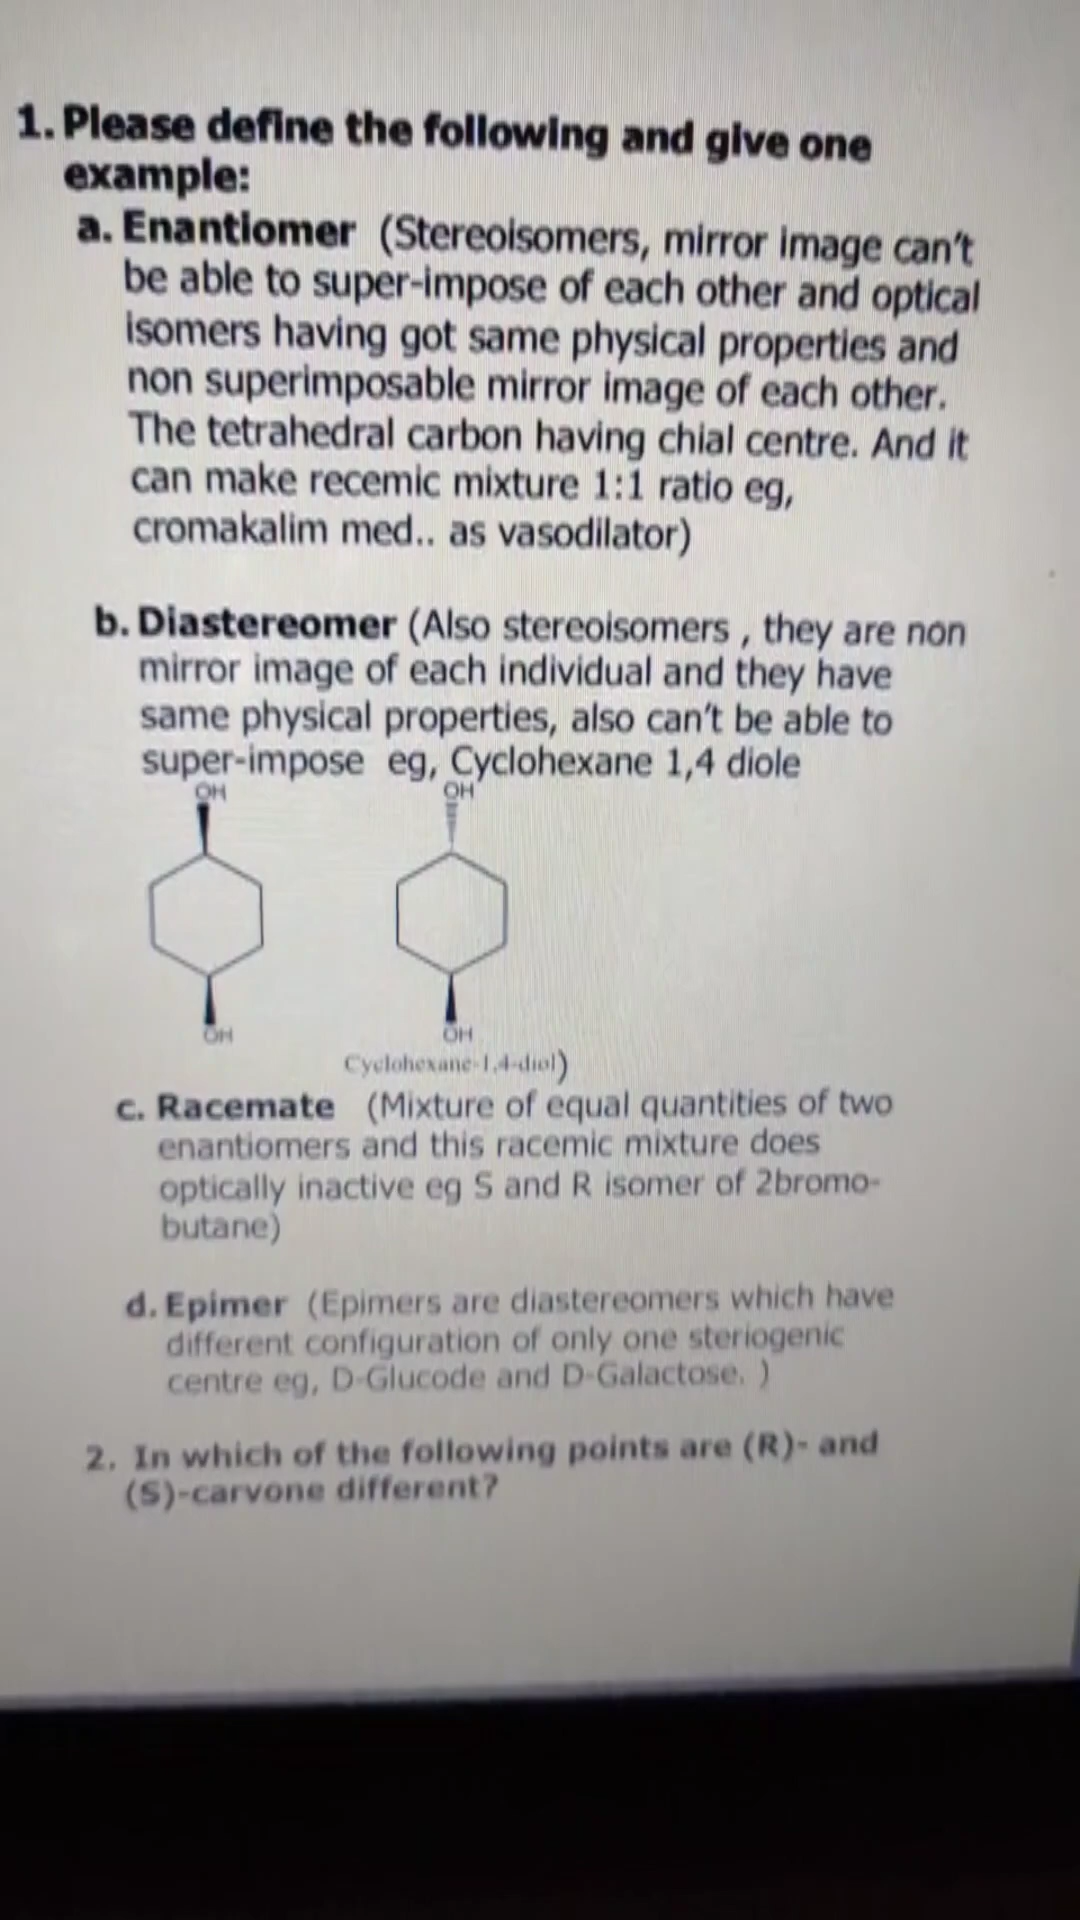 1. Please define the following and give one
example:
a. Enantiomer (Stereoisomers, mirror image can't
be able to super-impose of each other and optical
isomers having got same physical properties and
non superimposable mirror image of each other.
The tetrahedral carbon having chial centre. And it
can make recemic mixture 1:1 ratio eg,
cromakalim med.. as vasodilator)
b. Diastereomer (Also stereoisomers , they are non
mirror image of each individual and they have
same physical properties, also can't be able to
super-impose eg, Cyclohexane 1,4 diole
OH OH
OH OH
Cyclohexane-1,4-diol)
c. Racemate (Mixture of equal quantities of two
enantiomers and this racemic mixture does
optically inactive eg S and R isomer of 2bromo-
butane)
d. Epimer (Epimers are diastereomers which have
different configuration of only one steriogenic
centre eg, D-Glucode and D-Galactose. )
2. In which of the following points are (R)- and
(S)-carvone different?